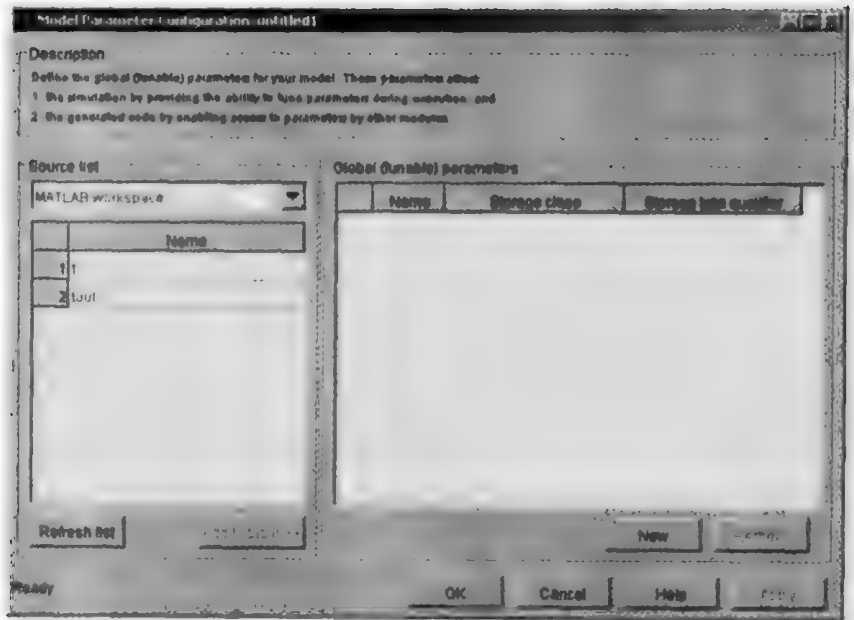 Model Parameter Configuration: untitled1
Description
Define the global (tunable) parameters for your model. These parameters affect:
1. the simulation by providing the ability to tune parameters during execution, and
2. the generated code by enabling access to parameters by other modules.
Source list
MATLAB workspace
Name
1 t
2 tout
Refresh list
Global (tunable) parameters
Name Storage class Storage type qualifier
New
Ready
OK Cancel Help Apply